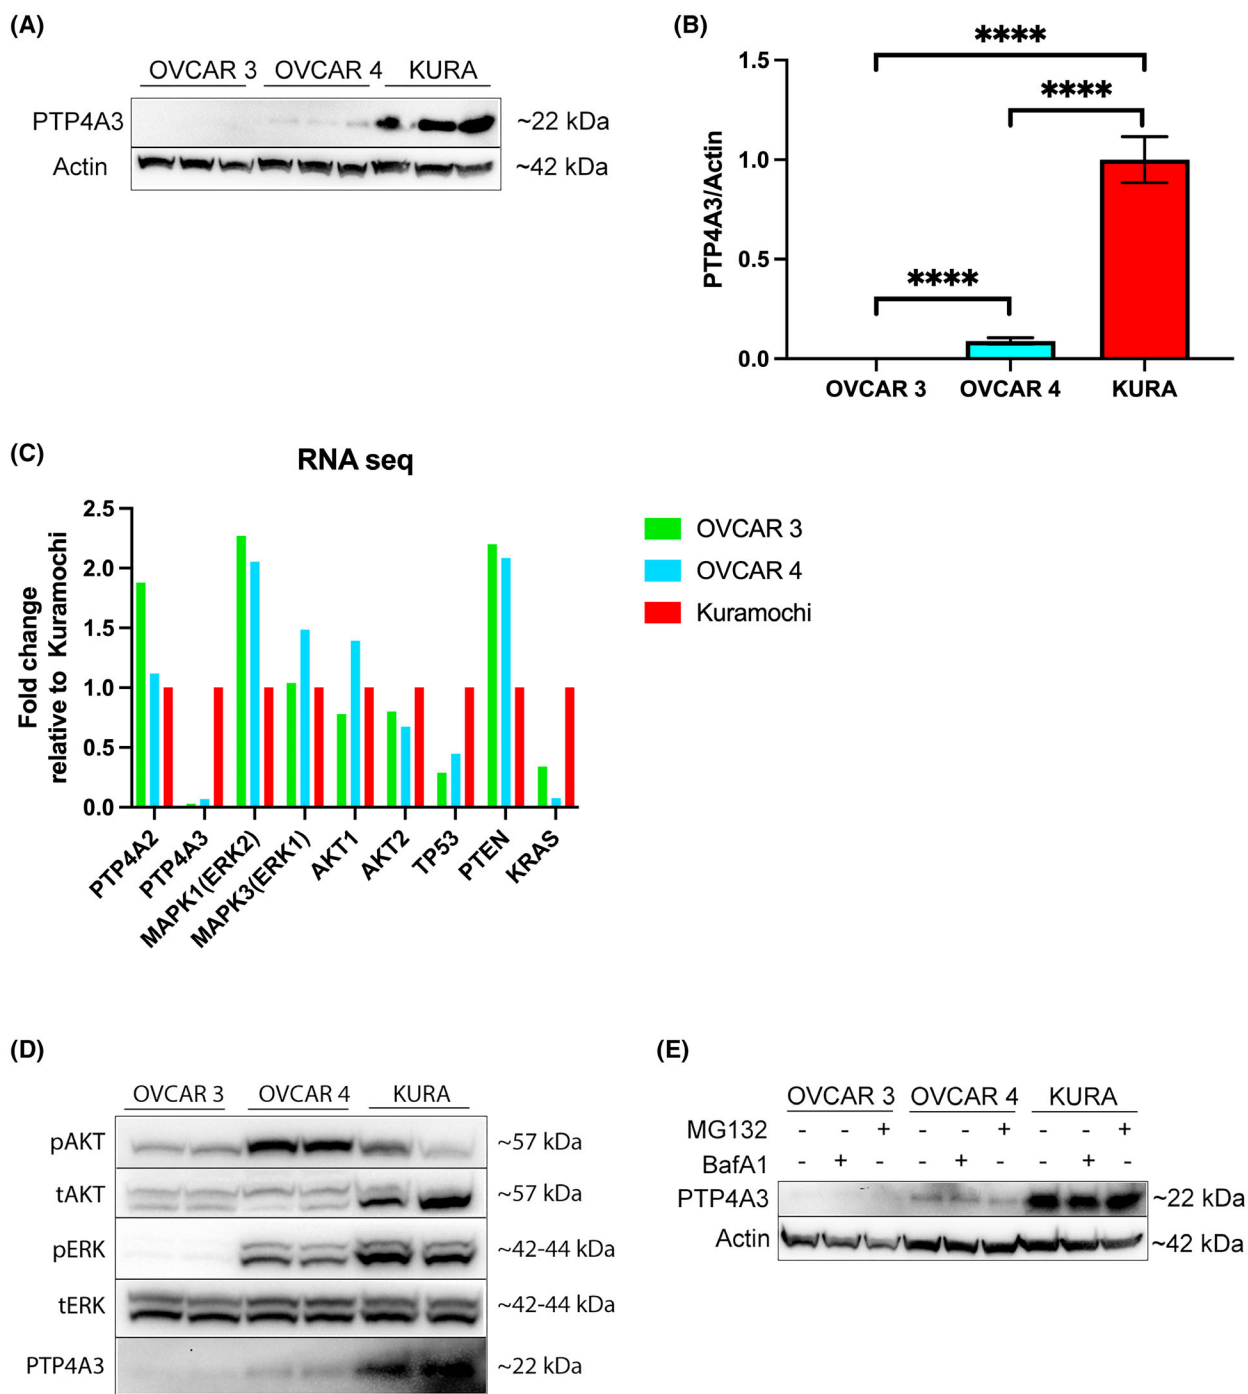 (A)
OVCAR 3 OVCAR 4 KURA
PTP4A3 ~22 kDa
Actin ~42 kDa
(B)
**** 
****
****
1.5
1.0
0.5
0.0
PTP4A3/Actin
OVCAR 3 OVCAR 4 KURA
(C)
RNA seq
Fold change
relative to Kuramochi
2.5
2.0
1.5
1.0
0.5
0.0
PTP4A2
PTP4A3
MAPK1(ERK2)
MAPK3(ERK1)
AKT1
AKT2
TP53
PTEN
KRAS
OVCAR 3
OVCAR 4
Kuramochi
(D)
OVCAR 3 OVCAR 4 KURA
pAKT ~57 kDa
tAKT ~57 kDa
pERK ~42-44 kDa
tERK ~42-44 kDa
PTP4A3 ~22 kDa
(E)
OVCAR 3 OVCAR 4 KURA
MG132 - - + - - + - - +
BafA1 - + - - + - - + -
PTP4A3 ~22 kDa
Actin ~42 kDa